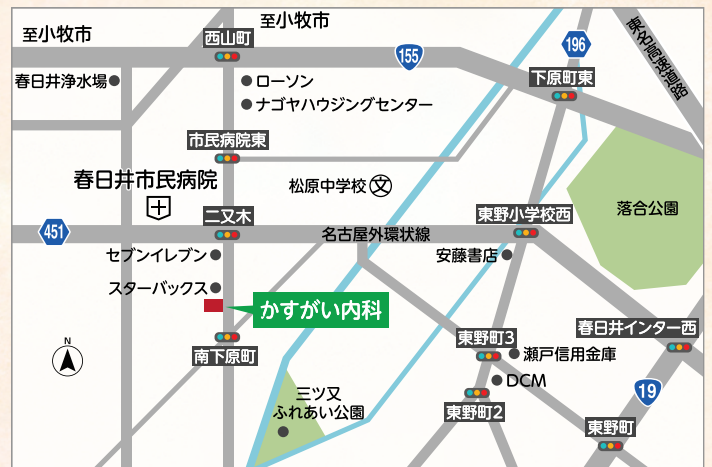 至小牧市
至小牧市
西山町
155
196
東名高速道路
春日井浄水場
ローソン
下原町東
ナゴヤハウジングセンター
市民病院東
春日井市民病院
松原中学校
文
二又木
東野小学校西
落合公園
451
名古屋外環状線
セブンイレブン
安藤書店
スターバックス
かすがい内科
春日井インター西
N
東野町3
瀬戸信用金庫
南下原町
DCM
19
三ツ又
ふれあい公園
東野町2
東野町